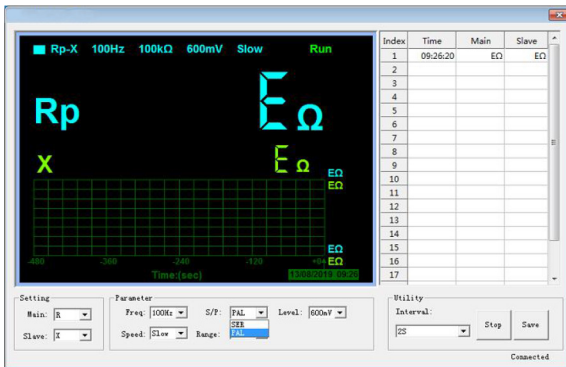 Rp-X 100Hz 100kΩ 600mV Slow Run
Rp EΩ
X EΩ
EΩ
EΩ
EΩ
-480 -360 -240 -120 EΩ
Time:(sec) 13/08/2019 09:26
Index Time Main Slave
1 09:26:20 EΩ EΩ
2
3
4
5
6
7
8
9
10
11
12
13
14
15
16
17
Setting
Main: R
Slave: X
Parameter
Freq: 100Hz S/P: PAL Level: 600mV
SER
PAL
Speed: Slow Range:
Utility
Interval:
2S Stop Save
Connected